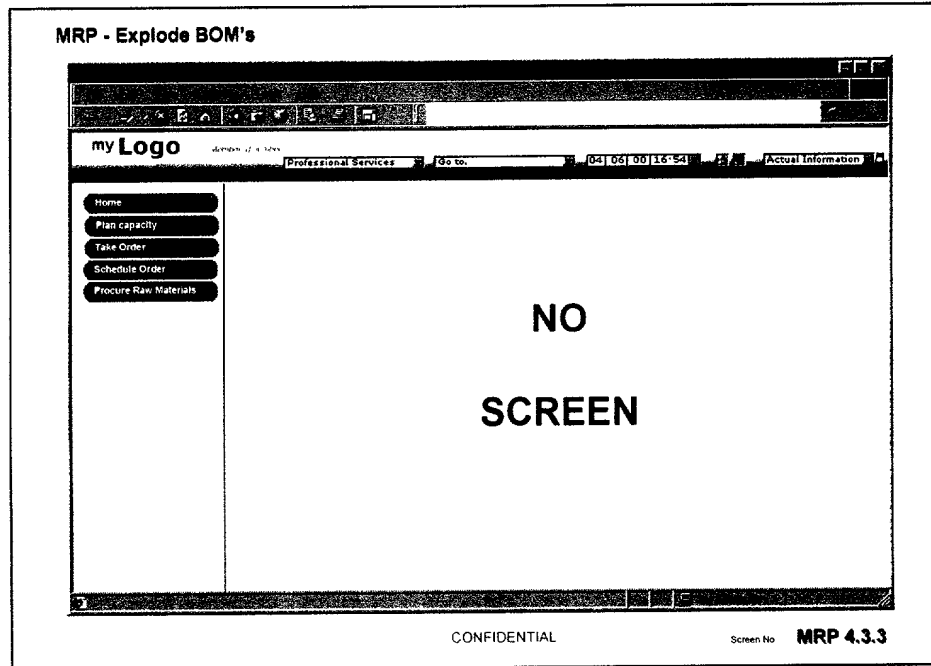 MRP - Explode BOM's
my Logo
Professional Services Go to. 04| 06| 00|16:54 Actual Information
Home
Plan capacity
Take Order
Schedule Order
Procure Raw Materials
NO
SCREEN
CONFIDENTIAL Screen No MRP 4.3.3